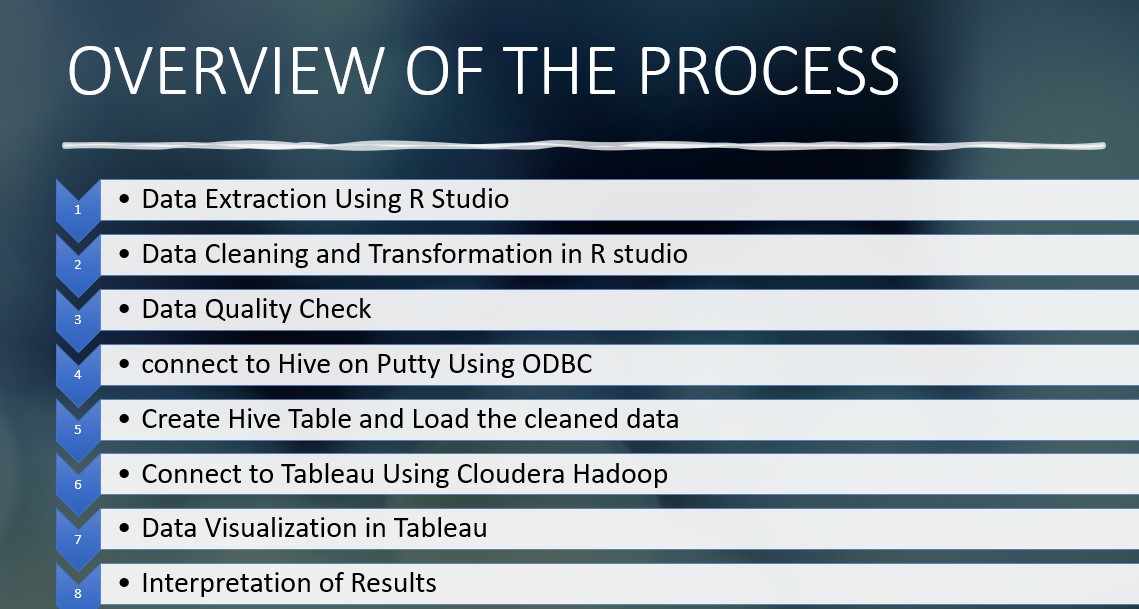 OVERVIEW OF THE PROCESS
1 • Data Extraction Using R Studio
2 • Data Cleaning and Transformation in R studio
3 • Data Quality Check
4 • connect to Hive on Putty Using ODBC
5 • Create Hive Table and Load the cleaned data
6 • Connect to Tableau Using Cloudera Hadoop
7 • Data Visualization in Tableau
8 • Interpretation of Results